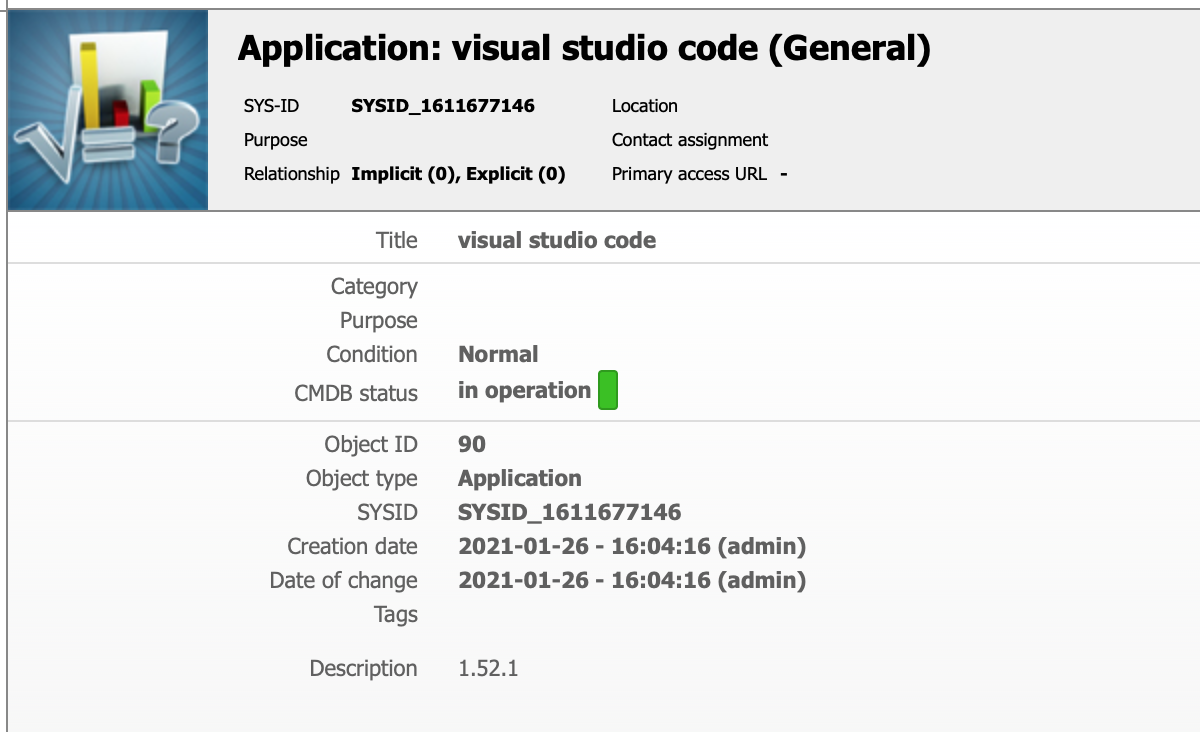 Application: visual studio code (General)
SYS-ID SYSID_1611677146 Location
Purpose Contact assignment
Relationship Implicit (0), Explicit (0) Primary access URL -
Title visual studio code
Category
Purpose
Condition Normal
CMDB status in operation
Object ID 90
Object type Application
SYSID SYSID_1611677146
Creation date 2021-01-26 - 16:04:16 (admin)
Date of change 2021-01-26 - 16:04:16 (admin)
Tags
Description 1.52.1